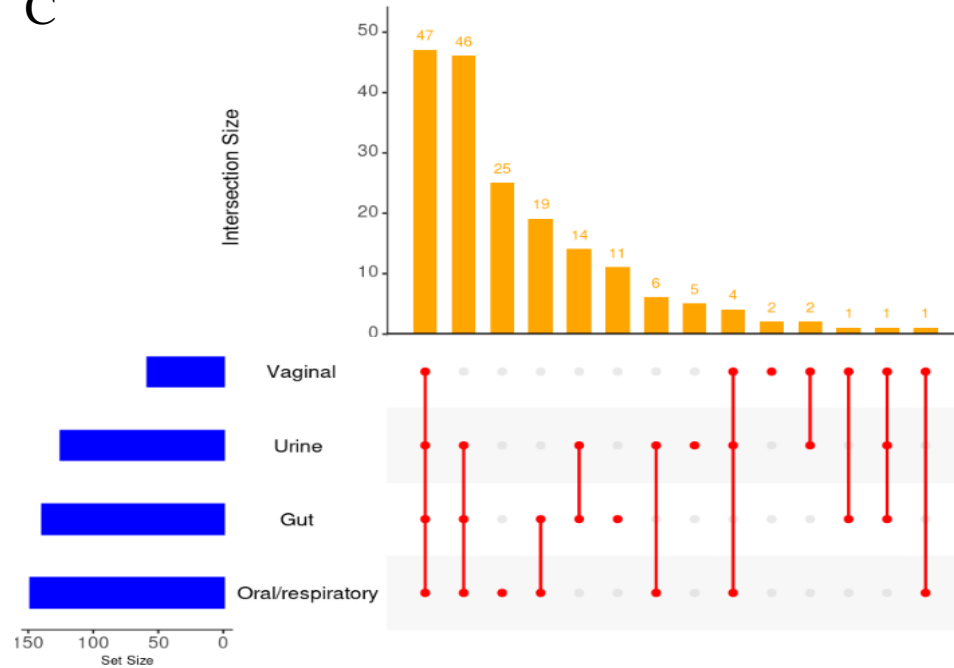 C
Intersection Size
50
40
30
20
10
0
47
46
25
19
14
11
6
5
4
2
2
1
1
1
Vaginal
Urine
Gut
Oral/respiratory
150 100 50 0
Set Size